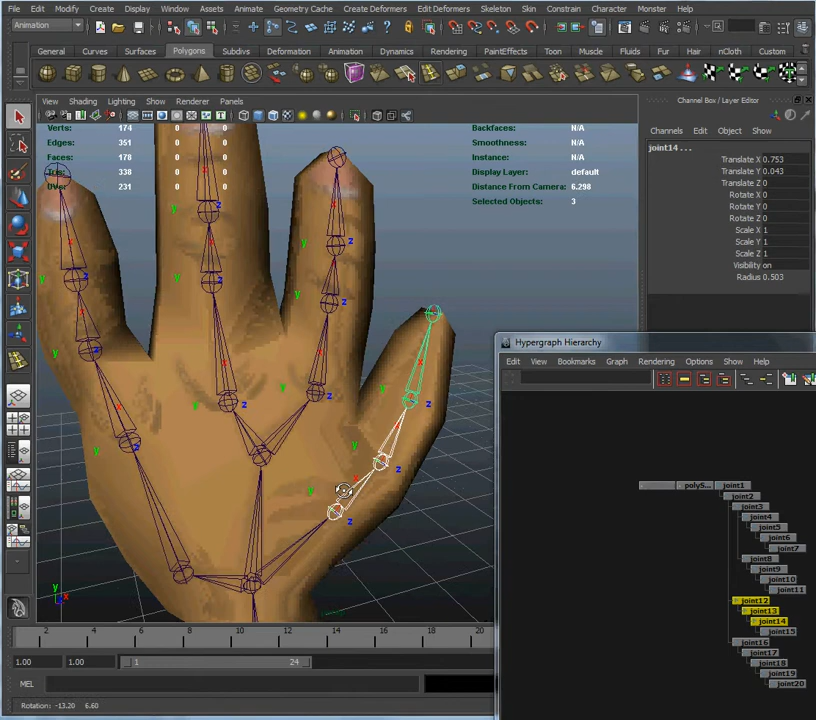 File Edit Modify Create Display Window Assets Animate Geometry Cache Create Deformers Edit Deformers Skeleton Skin Constrain Character Muscle
Animation
General Curves Surfaces Polygons Subdivs Deformation Animation Dynamics Rendering PaintEffects Toon Muscle Fluids Fur Hair nCloth Custom
View Shading Lighting Show Renderer Panels
Channel Box / Layer Editor
Channels Edit Object Show
Verts: 174 0 0
Edges: 351 0 0
Faces: 178 0 0
Tris: 338 0 0
UVs: 231 0 0
Backfaces: N/A
Smoothness: N/A
Instance: N/A
Display Layer: default
Distance From Camera: 6.298
Selected Objects: 3
joint14 ...
Translate X 0.753
Translate Y 0.043
Translate Z 0
Rotate X 0
Rotate Y 0
Rotate Z 0
Scale X 1
Scale Y 1
Scale Z 1
Visibility on
Radius 0.503
Hypergraph Hierarchy
Edit View Bookmarks Graph Rendering Options Show Help
polyS... joint1
joint2
joint3
joint4
joint5
joint6
joint7
joint8
joint9
joint10
joint11
joint12
joint13
joint14
joint15
joint16
joint17
joint18
joint19
joint20
2 4 6 8 10 12 14 16 18 20
1.00 1.00 1 24
MEL
Rotation: -13.20 6.60